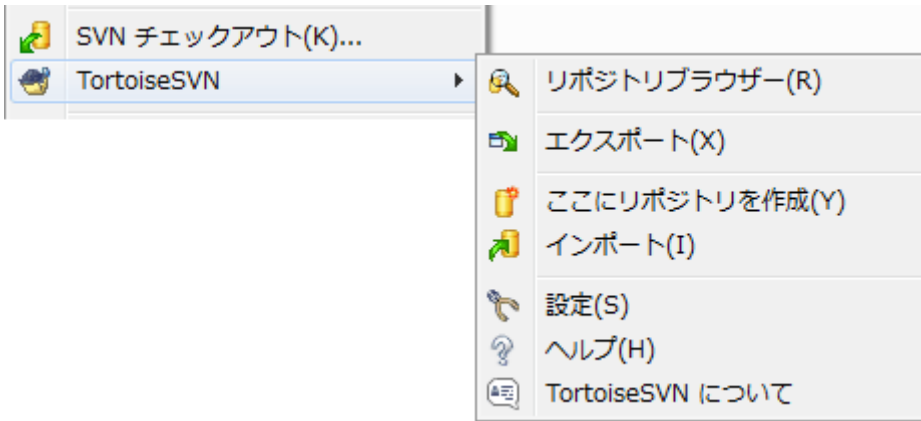 SVN チェックアウト(K)...
TortoiseSVN
リポジトリブラウザー(R)
エクスポート(X)
ここにリポジトリを作成(Y)
インポート(I)
設定(S)
ヘルプ(H)
TortoiseSVN について